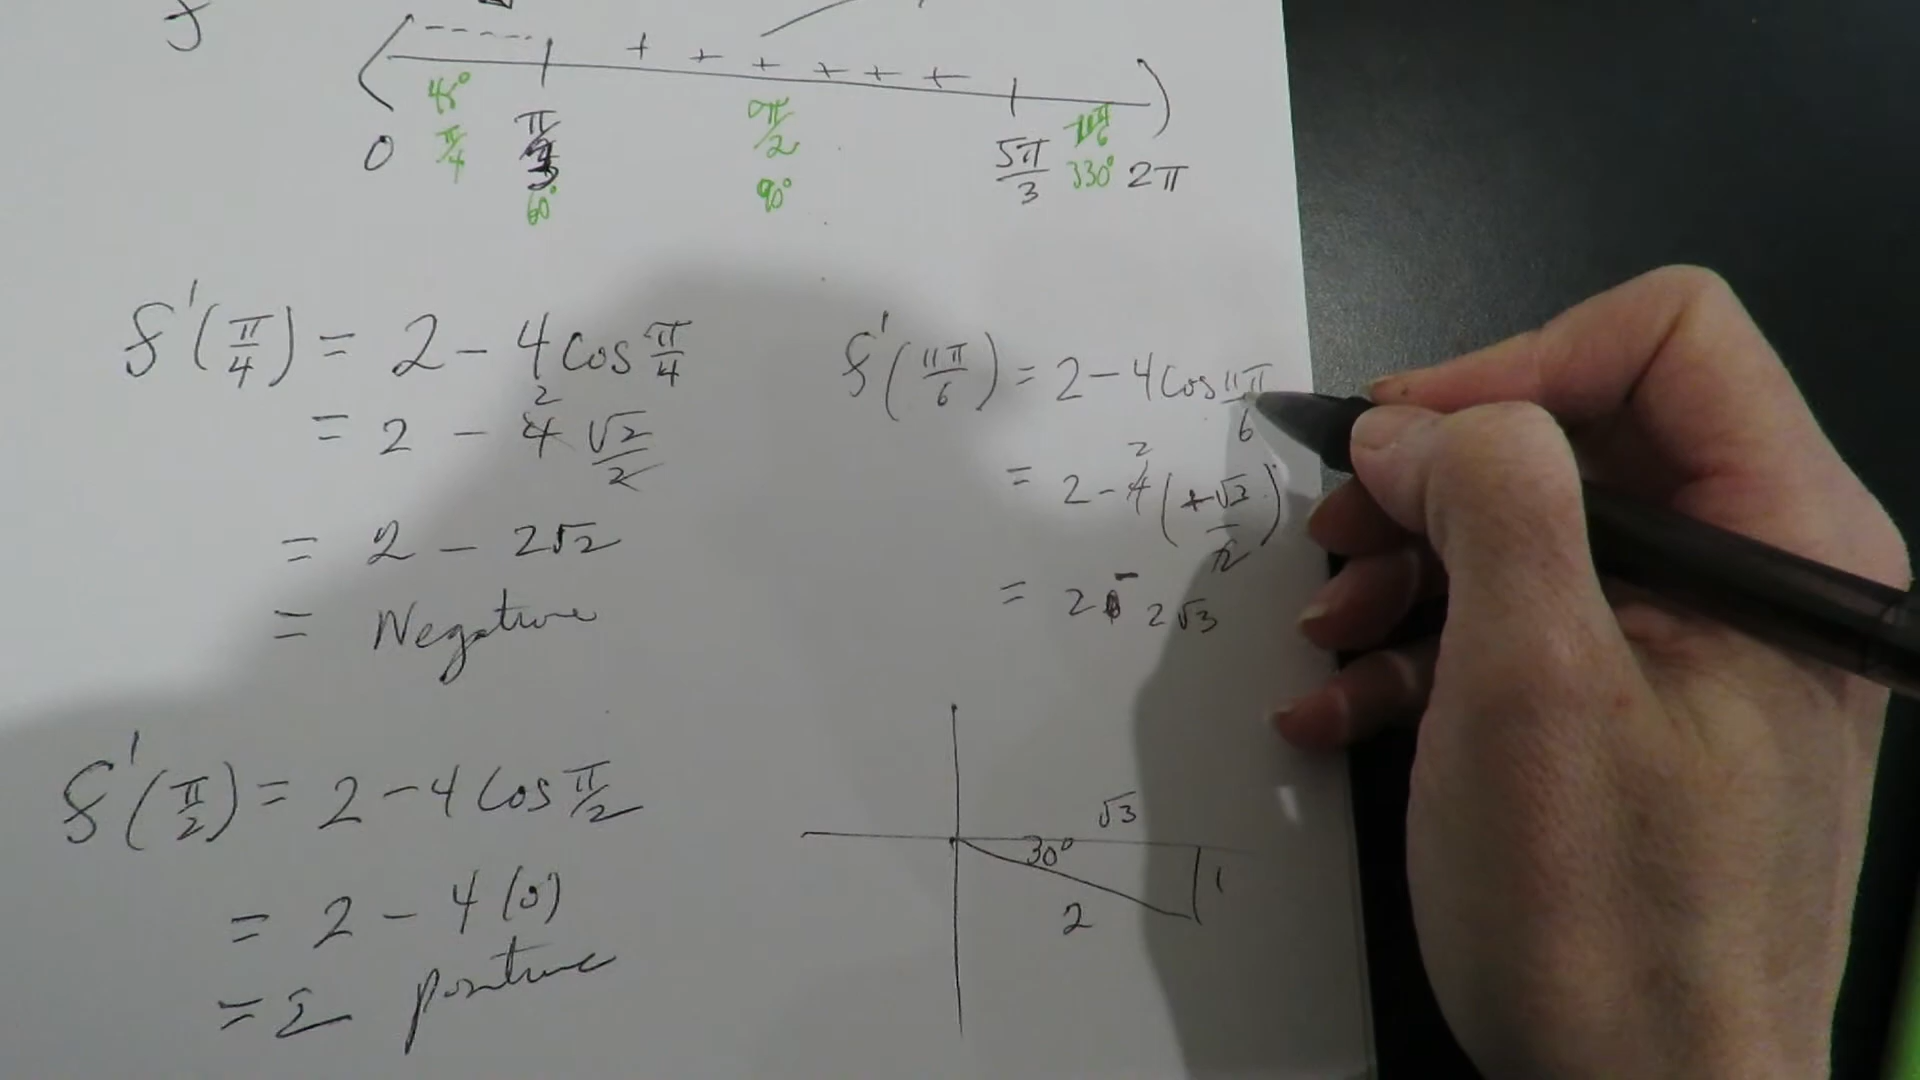 - - - - - - + + + + + +
45° 11π/6
π/4 π/3 π/2 5π/3 330°
0 60° 90° 2π
f'(π/4) = 2 - 4 cos π/4
= 2 - 4 2 √2/2
= 2 - 2√2
= Negative
f'(π/2) = 2 - 4 cos π/2
= 2 - 4 (0)
= 2 positive
f'(11π/6) = 2 - 4 cos 11π/6
= 2 - 4 2 (+√3/2)
= 2 - 2√3
√3
30°
1
2